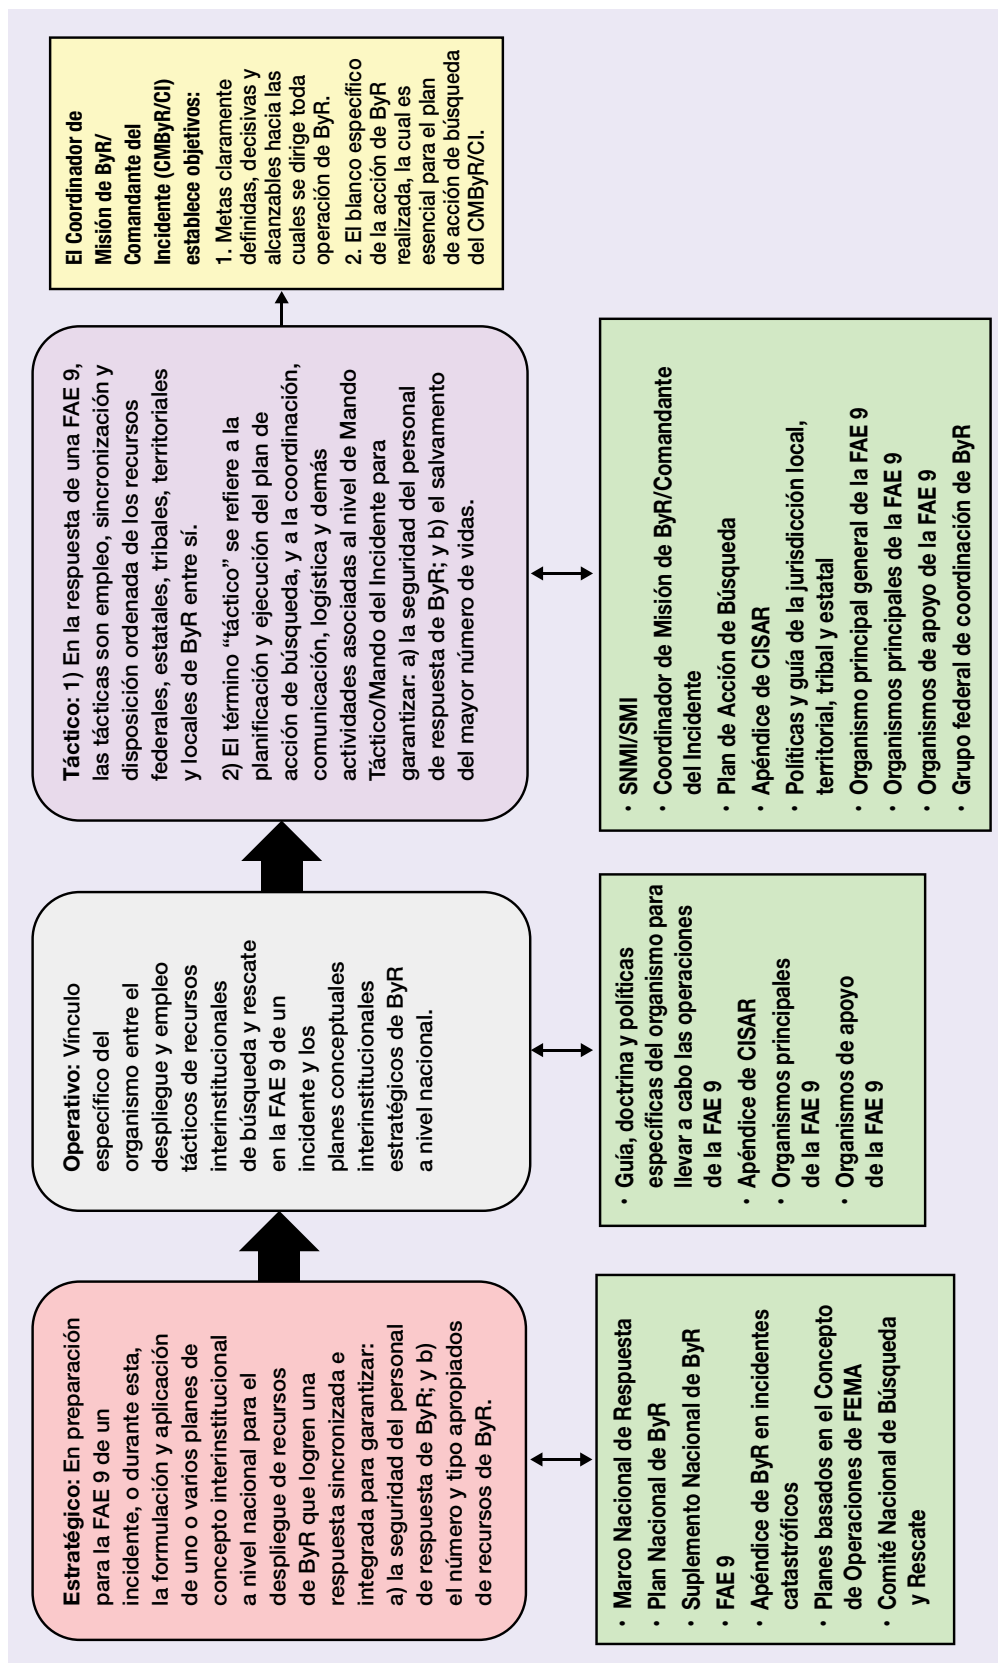 Estratégico: En preparación
para la FAE 9 de un
incidente, o durante esta,
la formulación y aplicación
de uno o varios planes de
concepto interinstitucional
a nivel nacional para el
despliegue de recursos
de ByR que logren una
respuesta sincronizada e
integrada para garantizar:
a) la seguridad del personal
de respuesta de ByR; y b)
el número y tipo apropiados
de recursos de ByR.
· Marco Nacional de Respuesta
· Plan Nacional de ByR
· Suplemento Nacional de ByR
· FAE 9
· Apéndice de ByR en incidentes
catastróficos
· Planes basados en el Concepto
de Operaciones de FEMA
· Comité Nacional de Búsqueda
y Rescate
Operativo: Vínculo
específico del
organismo entre el
despliegue y empleo
tácticos de recursos
interinstitucionales
de búsqueda y rescate
en la FAE 9 de un
incidente y los
planes conceptuales
interinstitucionales
estratégicos de ByR
a nivel nacional.
· Guía, doctrina y políticas
específicas del organismo para
llevar a cabo las operaciones
de la FAE 9
· Apéndice de CISAR
· Organismos principales
de la FAE 9
· Organismos de apoyo
de la FAE 9
Táctico: 1) En la respuesta de una FAE 9,
las tácticas son empleo, sincronización y
disposición ordenada de los recursos
federales, estatales, tribales, territoriales
y locales de ByR entre sí.
2) El término “táctico” se refiere a la
planificación y ejecución del plan de
acción de búsqueda, y a la coordinación,
comunicación, logística y demás
actividades asociadas al nivel de Mando
Táctico/Mando del Incidente para
garantizar: a) la seguridad del personal
de respuesta de ByR; y b) el salvamento
del mayor número de vidas.
· SNMI/SMI
· Coordinador de Misión de ByR/Comandante
del Incidente
· Plan de Acción de Búsqueda
· Apéndice de CISAR
· Políticas y guía de la jurisdicción local,
territorial, tribal y estatal
· Organismo principal general de la FAE 9
· Organismos principales de la FAE 9
· Organismos de apoyo de la FAE 9
· Grupo federal de coordinación de ByR
El Coordinador de
Misión de ByR/
Comandante del
Incidente (CMByR/CI)
establece objetivos:
1. Metas claramente
definidas, decisivas y
alcanzables hacia las
cuales se dirige toda
operación de ByR.
2. El blanco específico
de la acción de ByR
realizada, la cual es
esencial para el plan
de acción de búsqueda
del CMByR/CI.